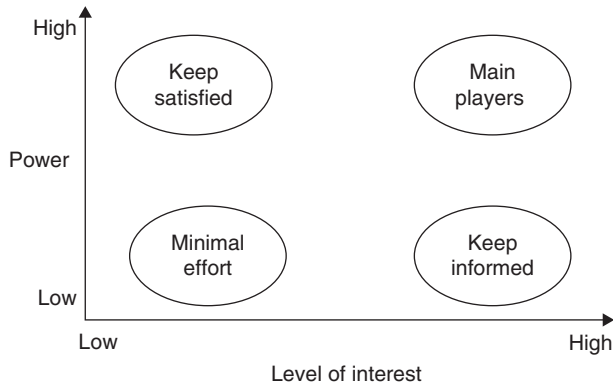 High
Keep
satisfied
Main
players
Power
Minimal
effort
Keep
informed
Low
Low
High
Level of interest